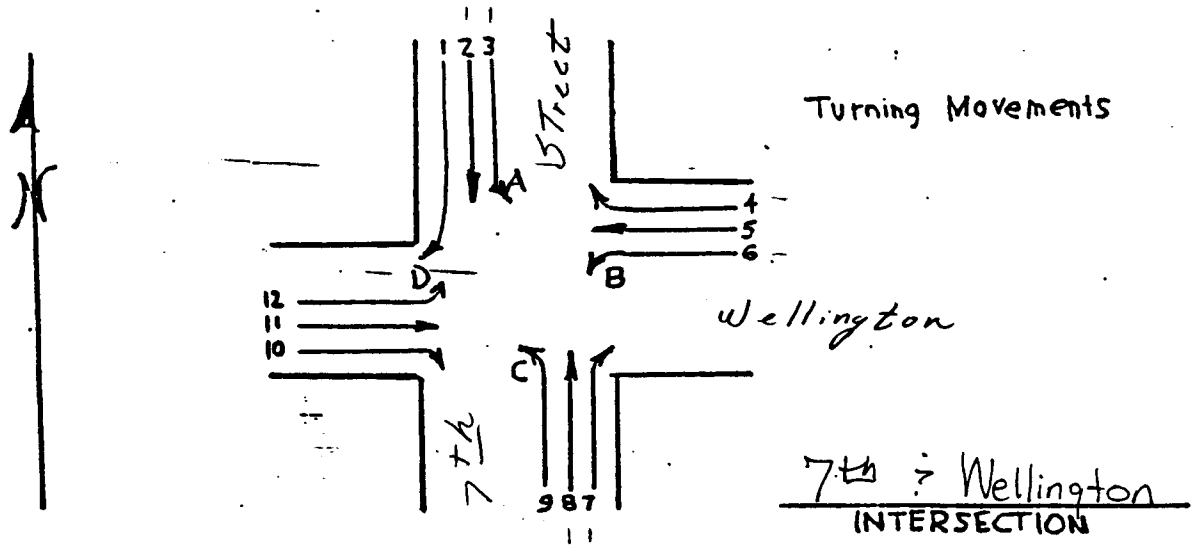 1 2 3
Street
Turning Movements
A
4
5
6
B
D
12
11
10
Wellington
C
7th
9 8 7
N
7th & Wellington
INTERSECTION